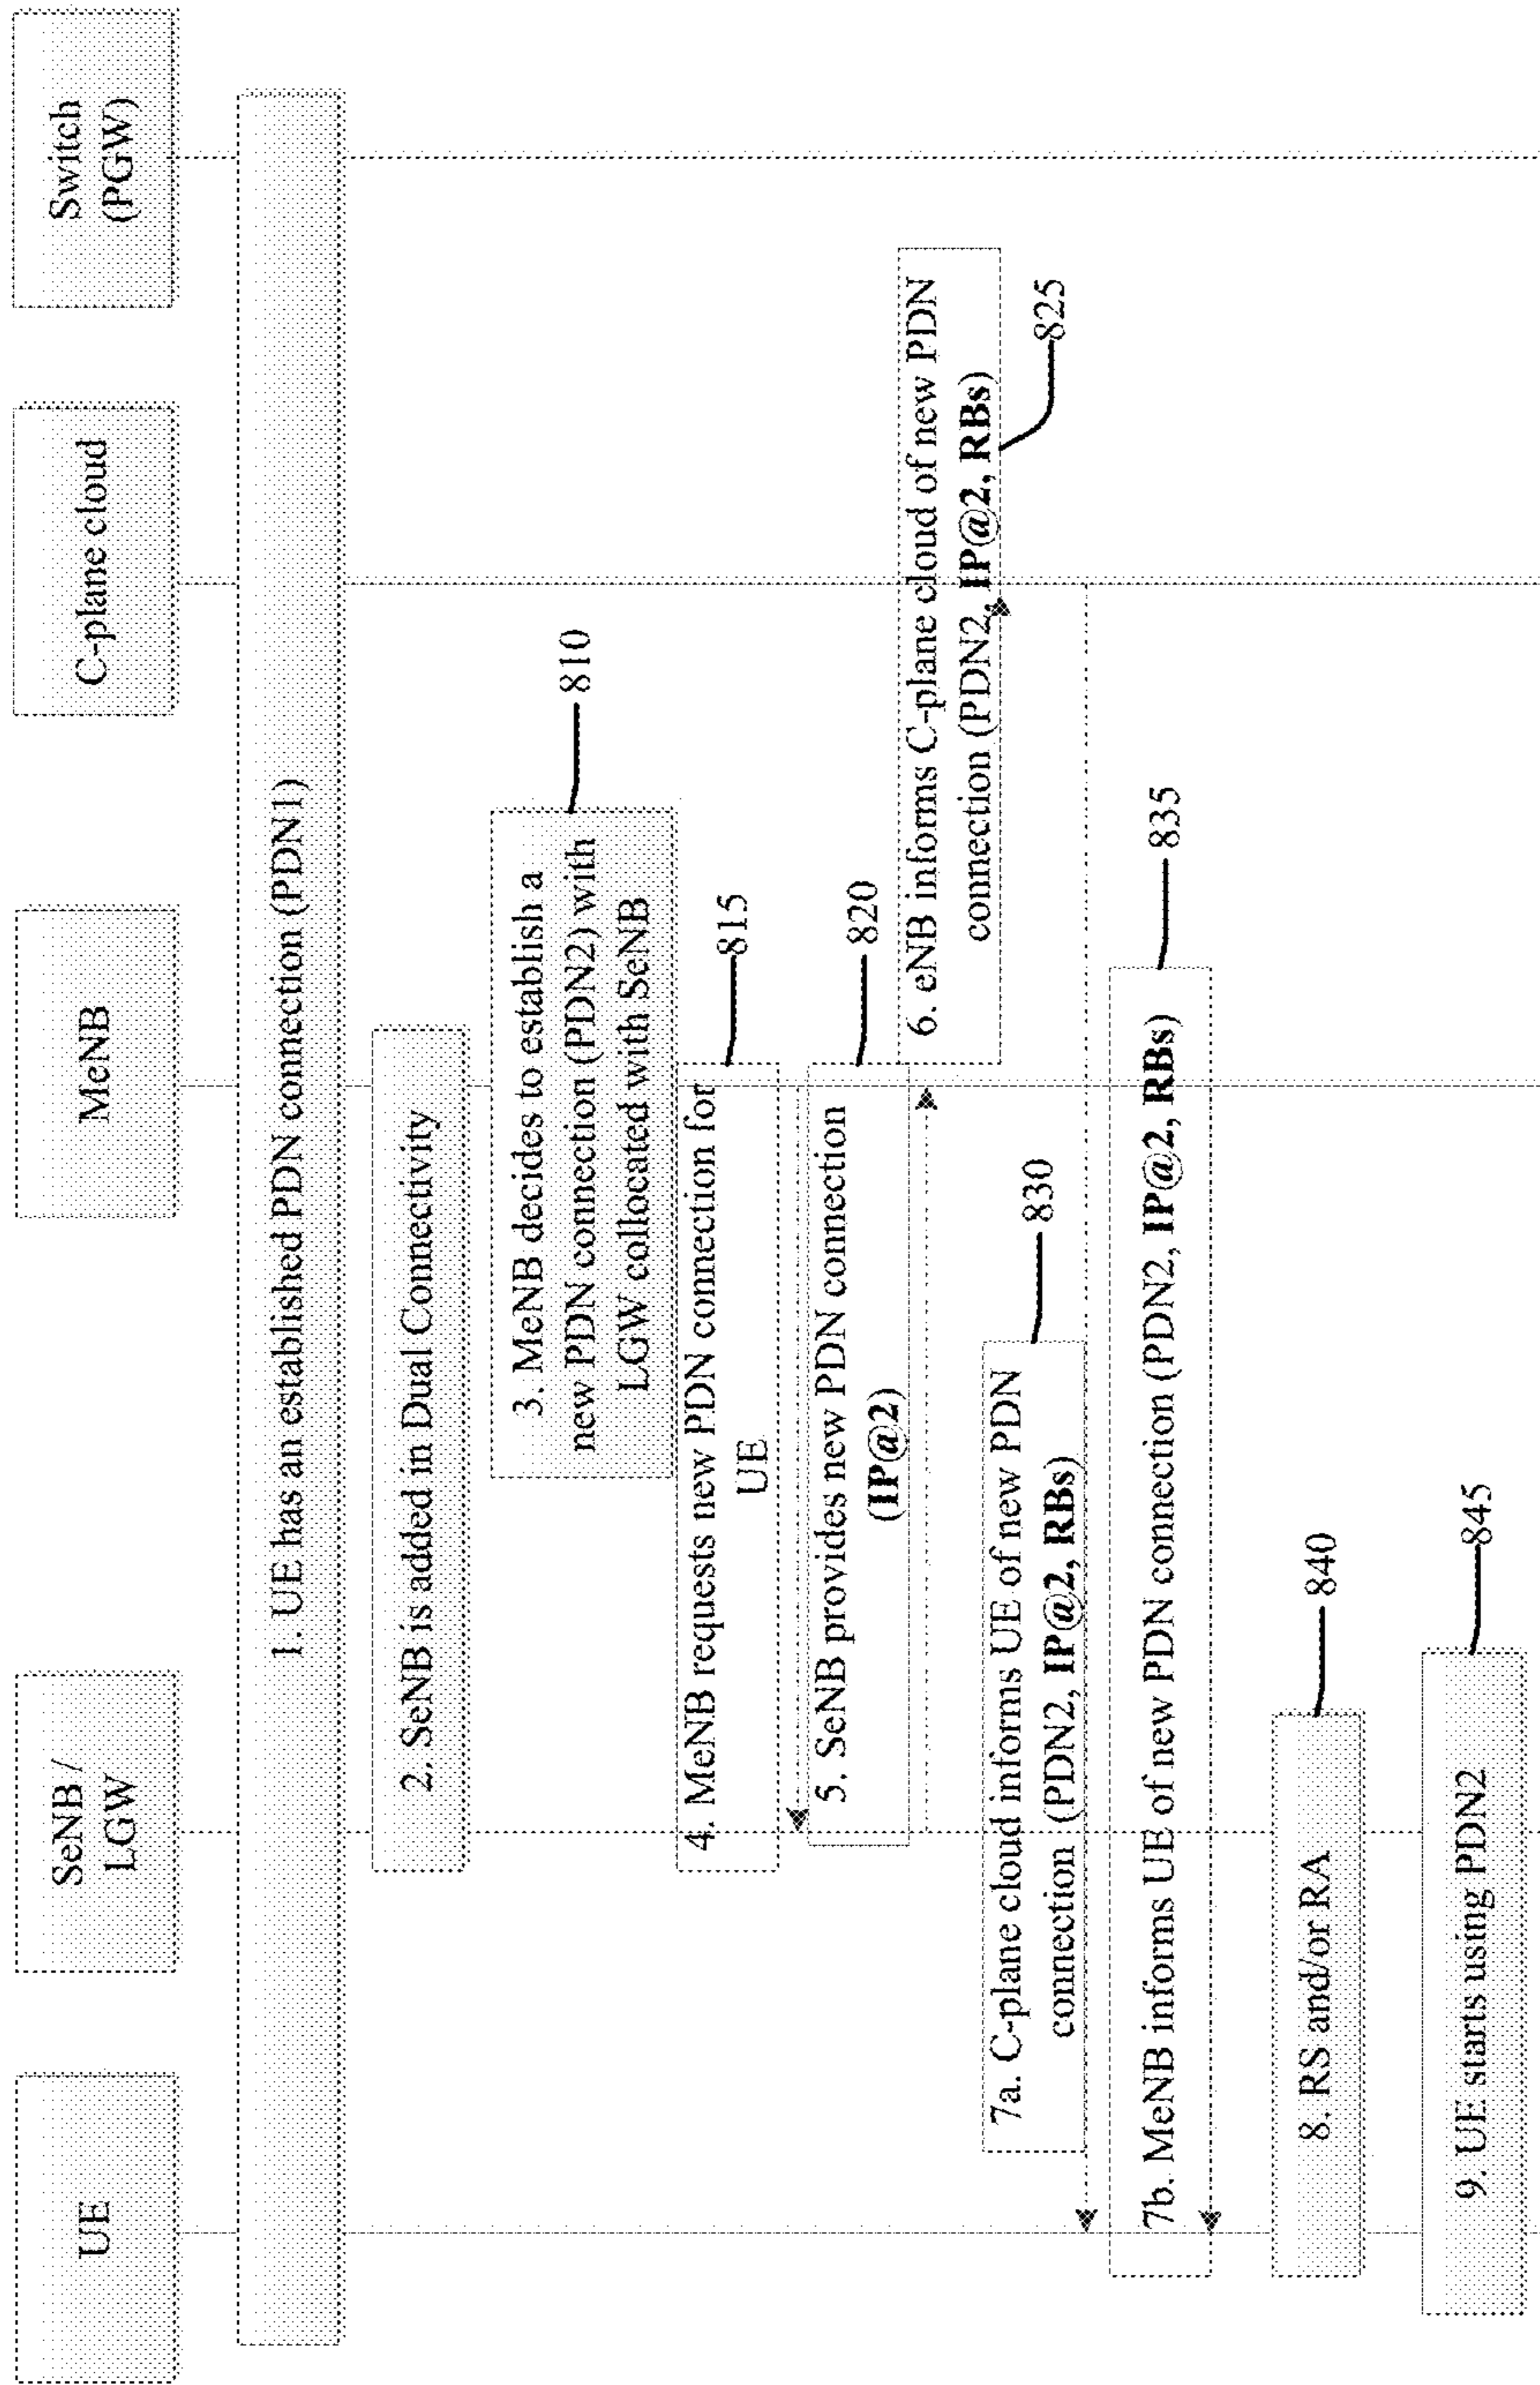 UE
SeNB /
LGW
MeNB
C-plane cloud
Switch
(PGW)
1. UE has an established PDN connection (PDN1)
2. SeNB is added in Dual Connectivity
3. MeNB decides to establish a
new PDN connection (PDN2) with
LGW collocated with SeNB
810
4. MeNB requests new PDN connection for
UE
815
5. SeNB provides new PDN connection
(IP@2)
820
6. eNB informs C-plane cloud of new PDN
connection (PDN2, IP@2, RBs)
825
7a. C-plane cloud informs UE of new PDN
connection (PDN2, IP@2, RBs)
830
7b. MeNB informs UE of new PDN connection (PDN2, IP@2, RBs)
835
8. RS and/or RA
840
9. UE starts using PDN2
845